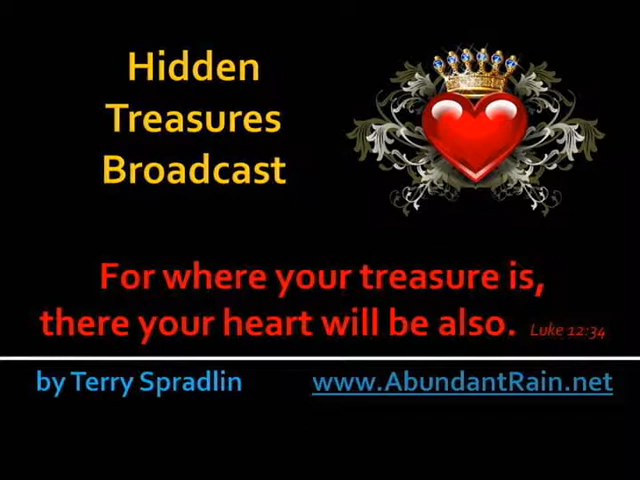 Hidden
Treasures
Broadcast
For where your treasure is,
there your heart will be also. Luke 12:34
by Terry Spradlin www.AbundantRain.net